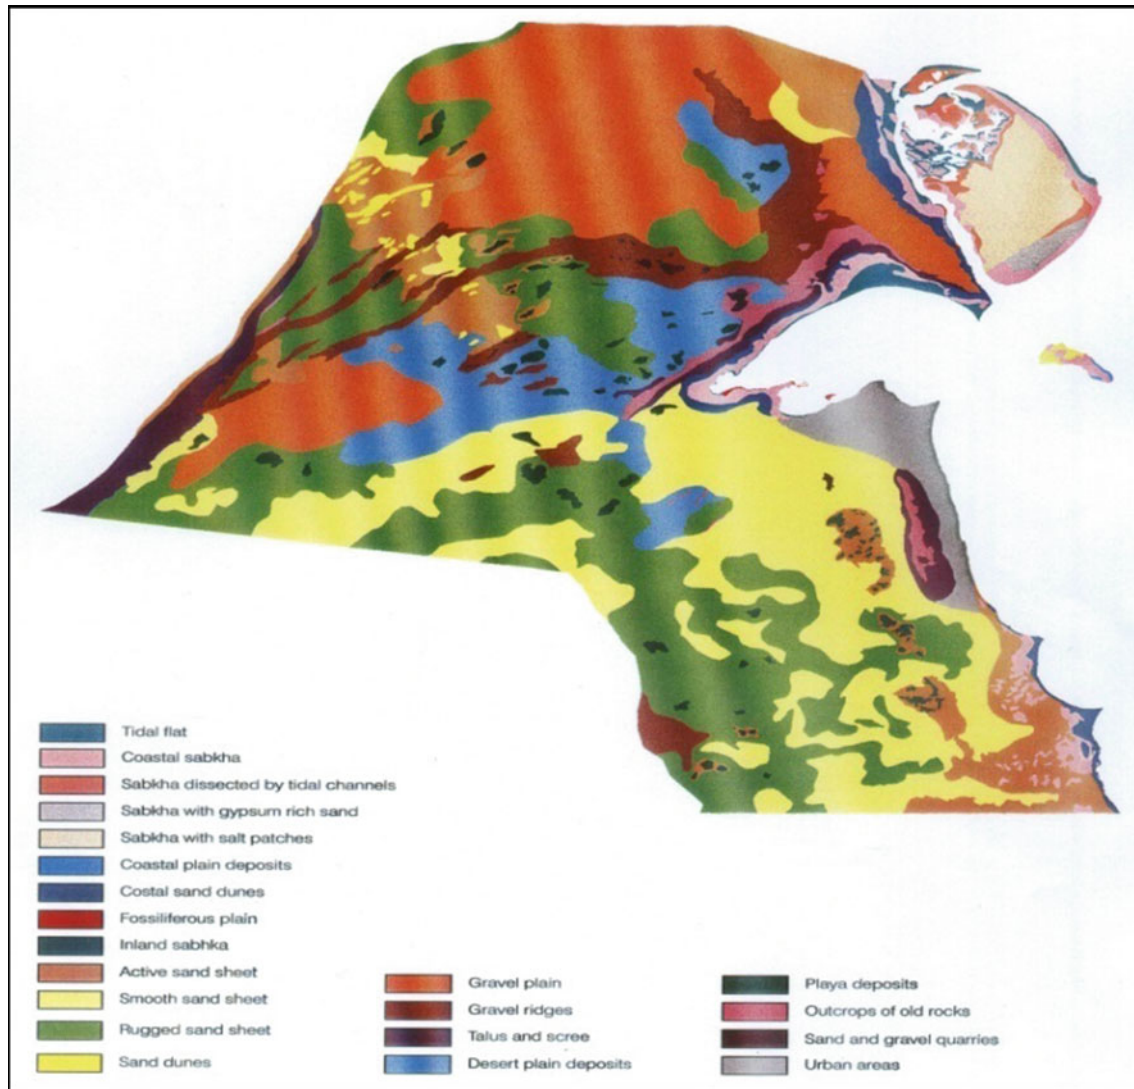 Tidal flat
Coastal sabkha
Sabkha dissected by tidal channels
Sabkha with gypsum rich sand
Sabkha with salt patches
Coastal plain deposits
Costal sand dunes
Fossiliferous plain
Inland sabhka
Active sand sheet
Smooth sand sheet
Rugged sand sheet
Sand dunes
Gravel plain
Gravel ridges
Talus and scree
Desert plain deposits
Playa deposits
Outcrops of old rocks
Sand and gravel quarries
Urban areas